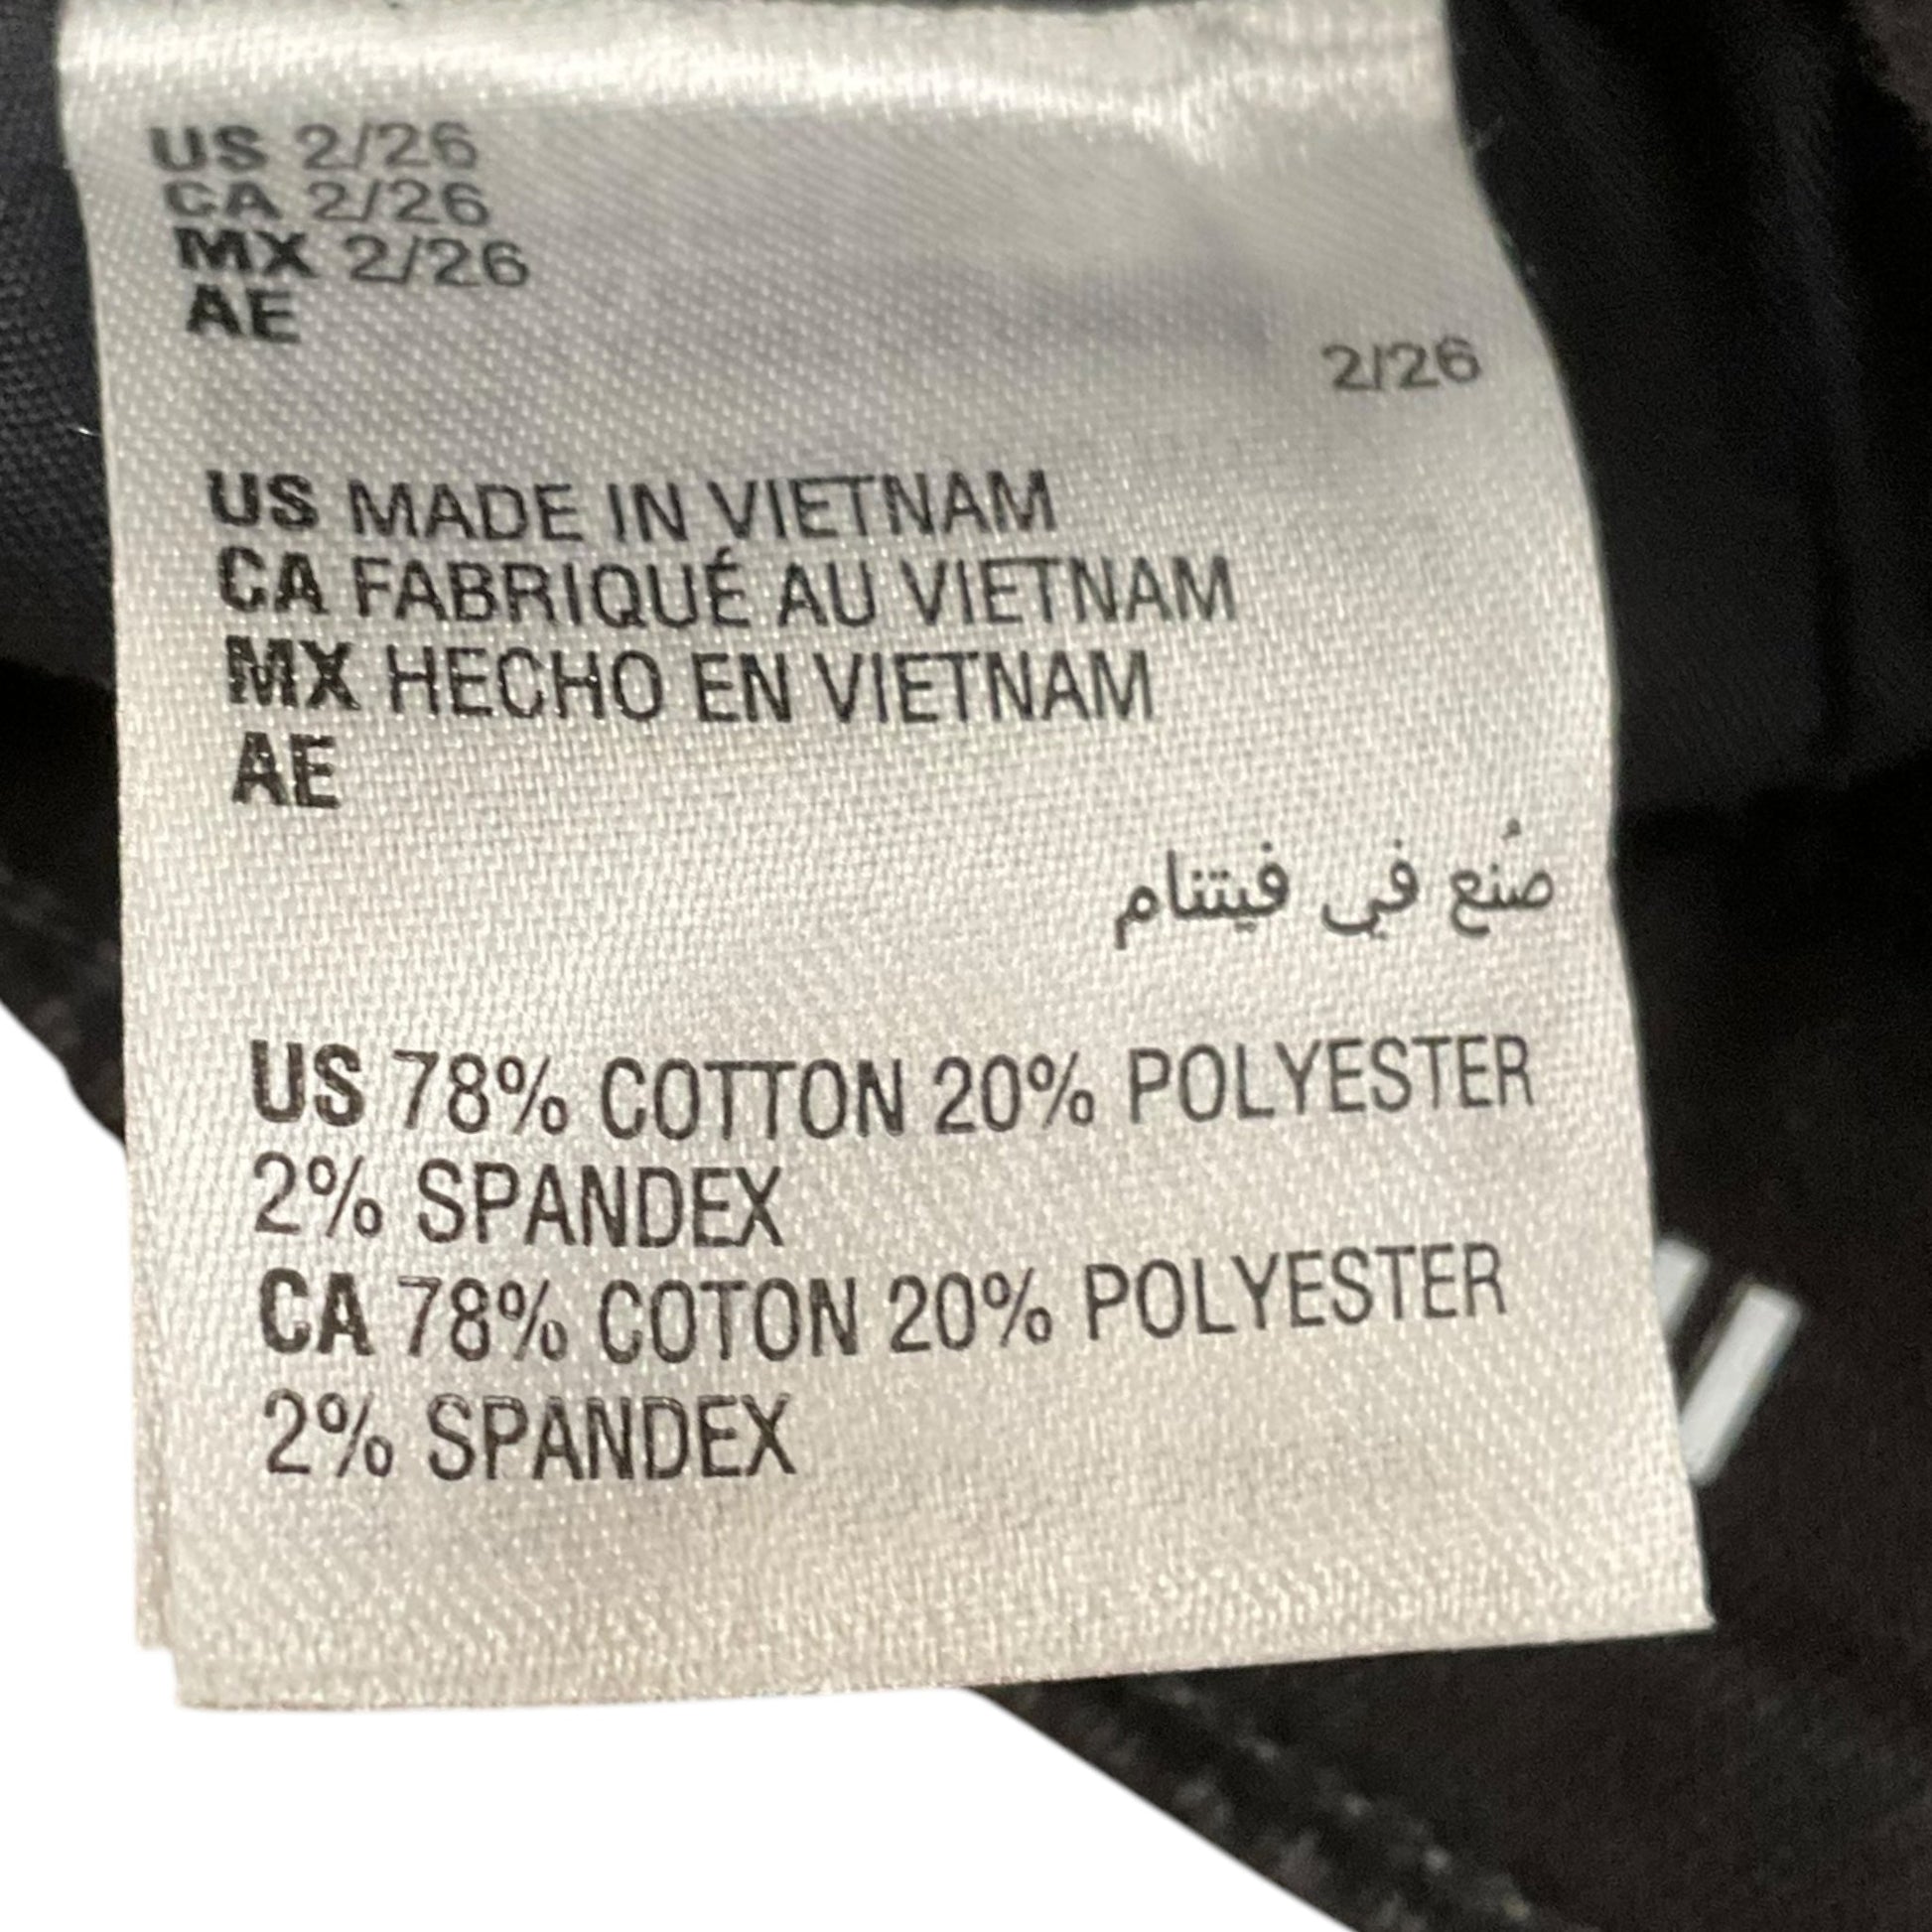 US 2/26
CA 2/26
MX 2/26
AE
2/26
US MADE IN VIETNAM
CA FABRIQUÉ AU VIETNAM
MX HECHO EN VIETNAM
AE
صُنع في فيتنام
US 78% COTTON 20% POLYESTER
2% SPANDEX
CA 78% COTON 20% POLYESTER
2% SPANDEX